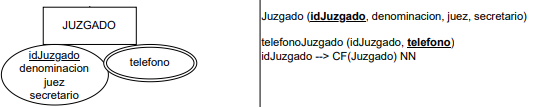 JUZGADO
idJuzgado
denominacion
juez
secretario
telefono
Juzgado (idJuzgado, denominacion, juez, secretario)
telefonoJuzgado (idJuzgado, telefono)
idJuzgado --> CF(Juzgado) NN